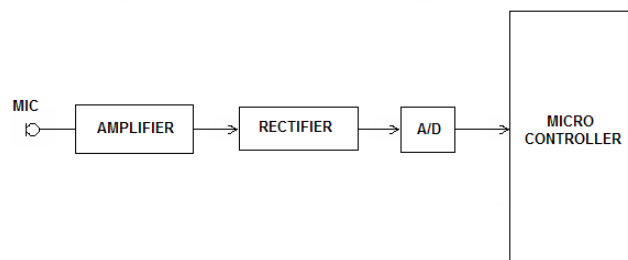 MIC
AMPLIFIER
RECTIFIER
A/D
MICRO
CONTROLLER